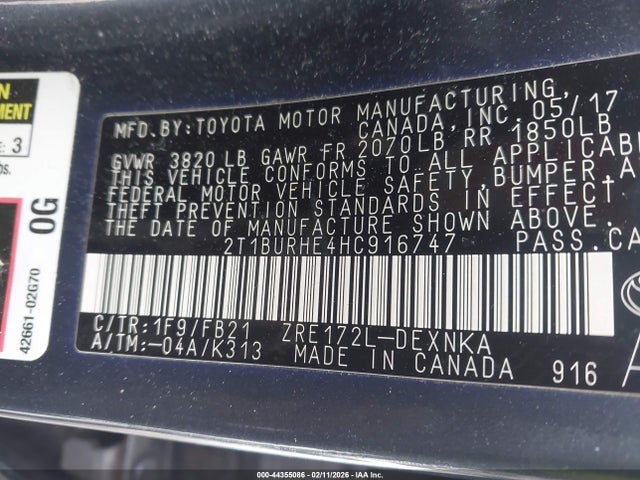 MFD.BY:TOYOTA MOTOR MANUFACTURING,
CANADA,INC.05/17
GVWR 3820LB GAWR FR 2070LB RR 1850LB
THIS VEHICLE CONFORMS TO ALL APPLICABL
FEDERAL MOTOR VEHICLE SAFETY,BUMPER,A
THEFT PREVENTION STANDARDS IN EFFECT
THE DATE OF MANUFACTURE SHOWN ABOVE.
2T1BURHE4HC916747 PASS.CA
C/TR:1F9/FB21 ZRE172L-DEXNKA
A/TM:-04A/K313 MADE IN CANADA 916
3
0G
42661-02G70
000-44355086 - 02/11/2026 - IAA Inc.